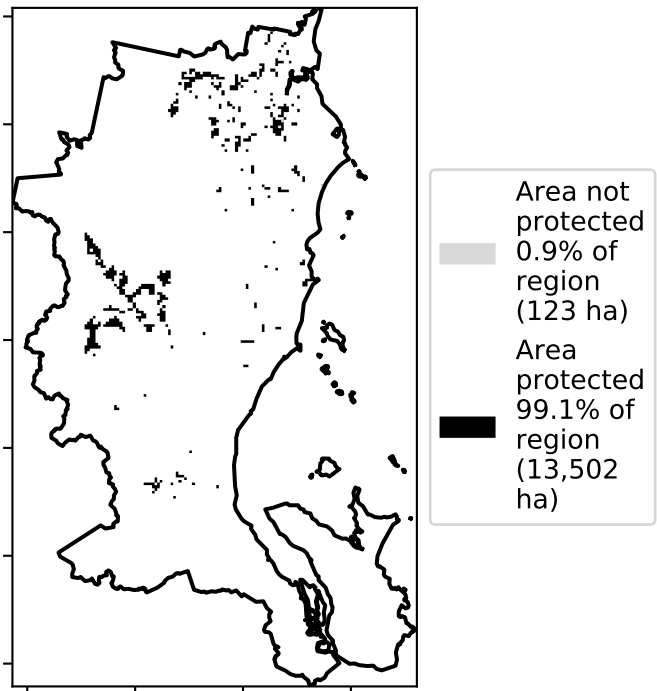 Area not
protected
0.9% of
region
(123 ha)
Area
protected
99.1% of
region
(13,502
ha)